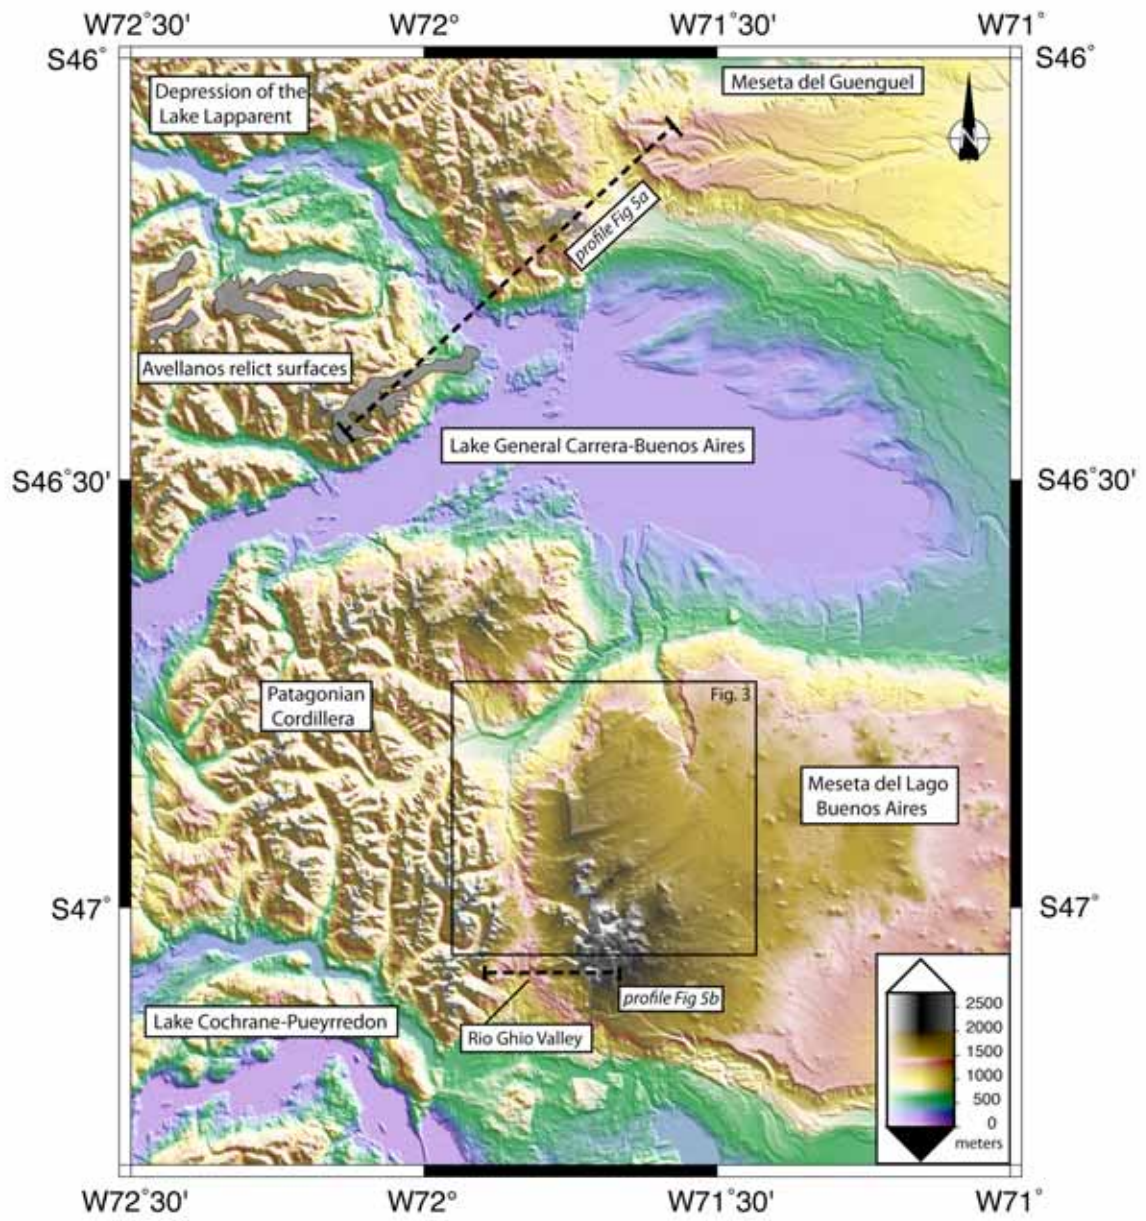 W72˚30'
W72°
W71˚30'
W71˚
S46˚
S46˚
Depression of the
Lake Lapparent
Meseta del Guenguel
N
profile Fig 5a
Avellanos relict surfaces
Lake General Carrera-Buenos Aires
S46˚30'
S46˚30'
Patagonian
Cordillera
Fig. 3
Meseta del Lago
Buenos Aires
S47˚
S47˚
profile Fig 5b
Lake Cochrane-Pueyrredon
Rio Ghio Valley
2500
2000
1500
1000
500
0
meters
W72˚30'
W72°
W71˚30'
W71˚